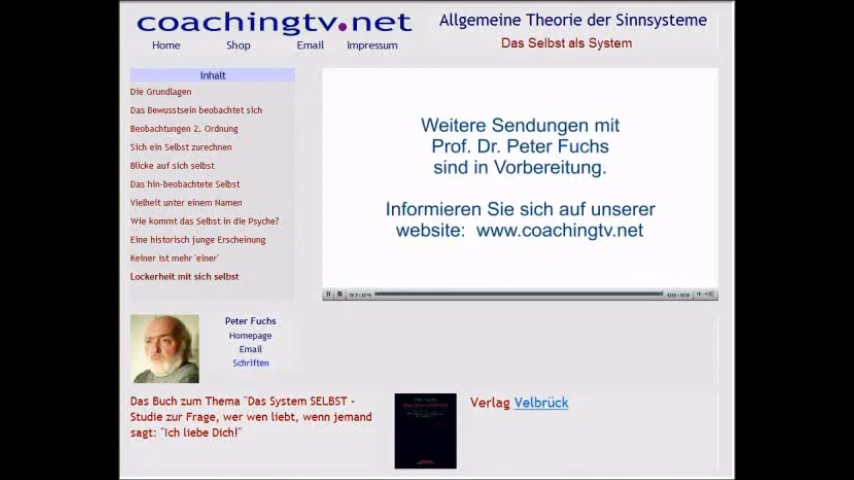 coachingtv.net
Allgemeine Theorie der Sinnsysteme
Home Shop Email Impressum
Das Selbst als System
Inhalt
Die Grundlagen
Das Bewusstsein beobachtet sich
Beobachtungen 2. Ordnung
Sich ein Selbst zurechnen
Blicke auf sich selbst
Das hin-beobachtete Selbst
Vielheit unter einem Namen
Wie kommt das Selbst in die Psyche?
Eine historisch junge Erscheinung
Keiner ist mehr 'einer'
Lockerheit mit sich selbst
Weitere Sendungen mit
Prof. Dr. Peter Fuchs
sind in Vorbereitung.
Informieren Sie sich auf unserer
website: www.coachingtv.net
Peter Fuchs
Homepage
Email
Schriften
Das Buch zum Thema "Das System SELBST -
Studie zur Frage, wer wen liebt, wenn jemand
sagt: "Ich liebe Dich!"
Verlag Velbrück